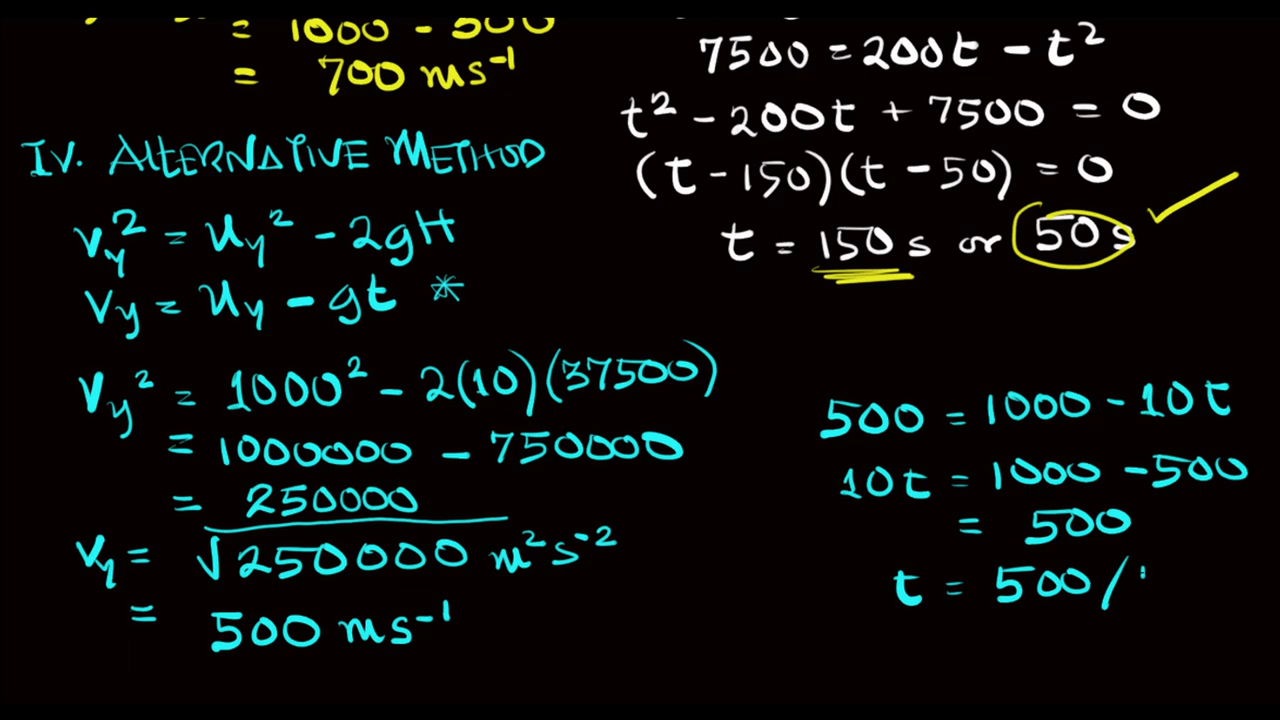 = 1000 - 500
= 700 ms⁻¹
IV. ALTERNATIVE METHOD
Vy² = uy² - 2gH
Vy = uy - gt *
Vy² = 1000² - 2(10)(37500)
= 1000000 - 750000
= 250000
Vy = √250000 m²s⁻²
= 500 ms⁻¹
7500 = 200t - t²
t² - 200t + 7500 = 0
(t - 150)(t - 50) = 0
t = 150s or 50s ✓
500 = 1000 - 10t
10t = 1000 - 500
= 500
t = 500/